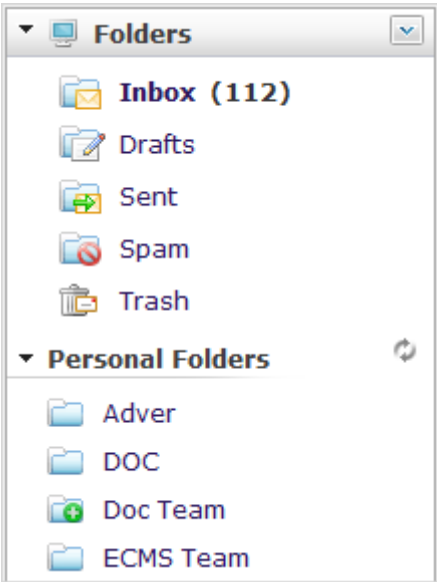 Folders
Inbox (112)
Drafts
Sent
Spam
Trash
Personal Folders
Adver
DOC
Doc Team
ECMS Team